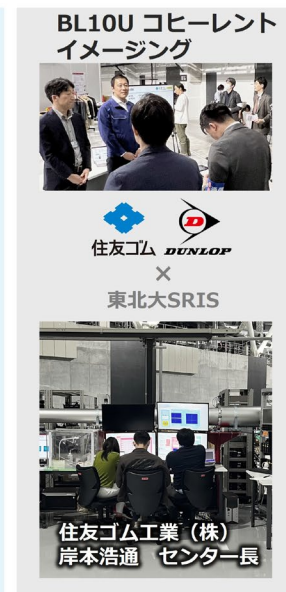 BL10U コヒーレント
イメージング
住友ゴム
DUNLOP
×
東北大SRIS
住友ゴム工業（株）
岸本浩通　センター長